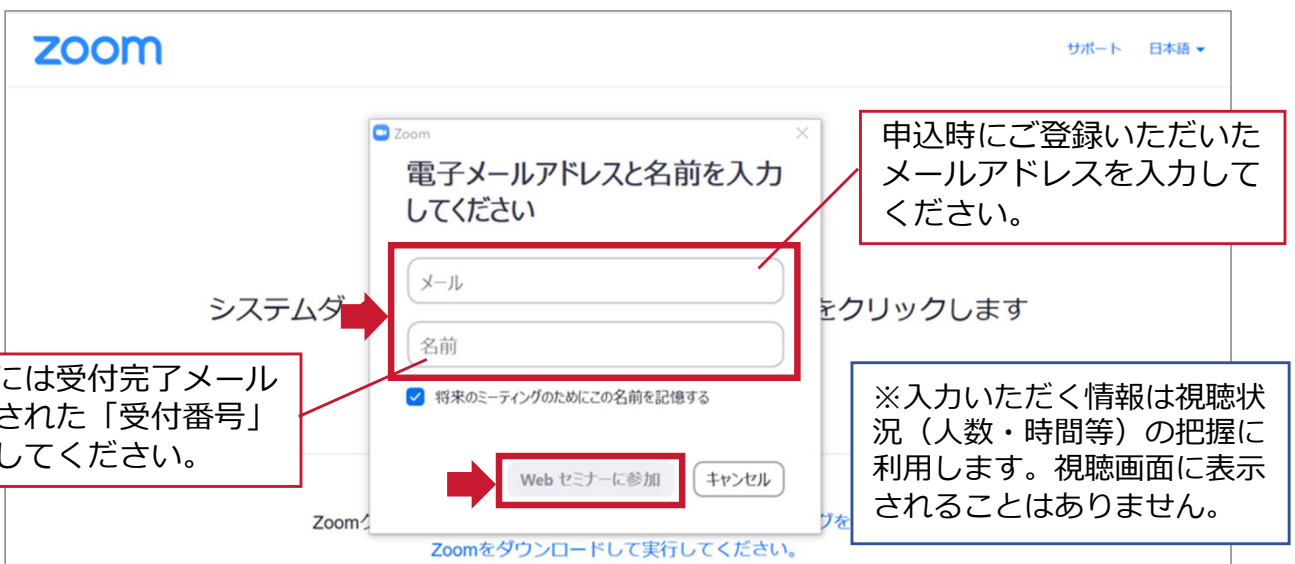 zoom
サポート 日本語
Zoom
電子メールアドレスと名前を入力
してください
申込時にご登録いただいた
メールアドレスを入力して
ください。
メール
システムダ
をクリックします
名前
には受付完了メール
された「受付番号」
してください。
将来のミーティングのためにこの名前を記憶する
※入力いただく情報は視聴状
況（人数・時間等）の把握に
利用します。視聴画面に表示
されることはありません。
Web セミナーに参加 キャンセル
Zoom
グを
Zoomをダウンロードして実行してください。